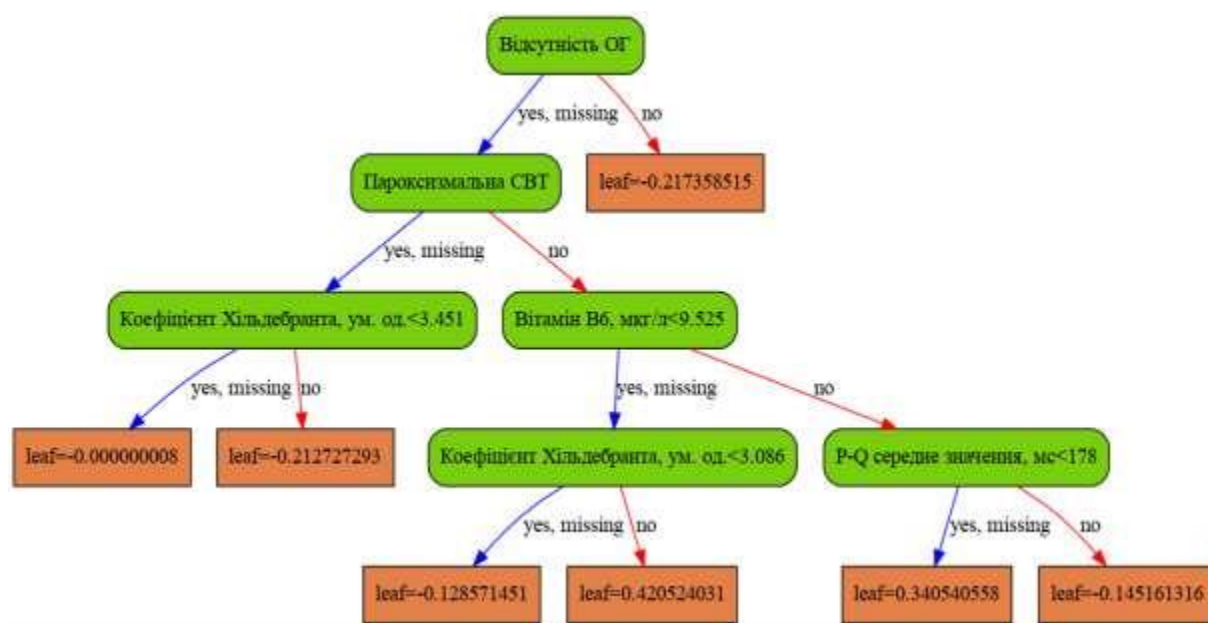 Відсутність ОГ
yes, missing
no
Пароксизмальна СВТ
leaf=-0.217358515
yes, missing
no
Коефіцієнт Хільдебранта, ум. од.<3.451
Вітамін В6, мкг/л<9.525
yes, missing
no
yes, missing
no
leaf=-0.000000008
leaf=-0.212727293
Коефіцієнт Хільдебранта, ум. од.<3.086
P-Q середне значення, мс<178
yes, missing
no
yes, missing
no
leaf=-0.128571451
leaf=0.420524031
leaf=0.340540558
leaf=-0.145161316